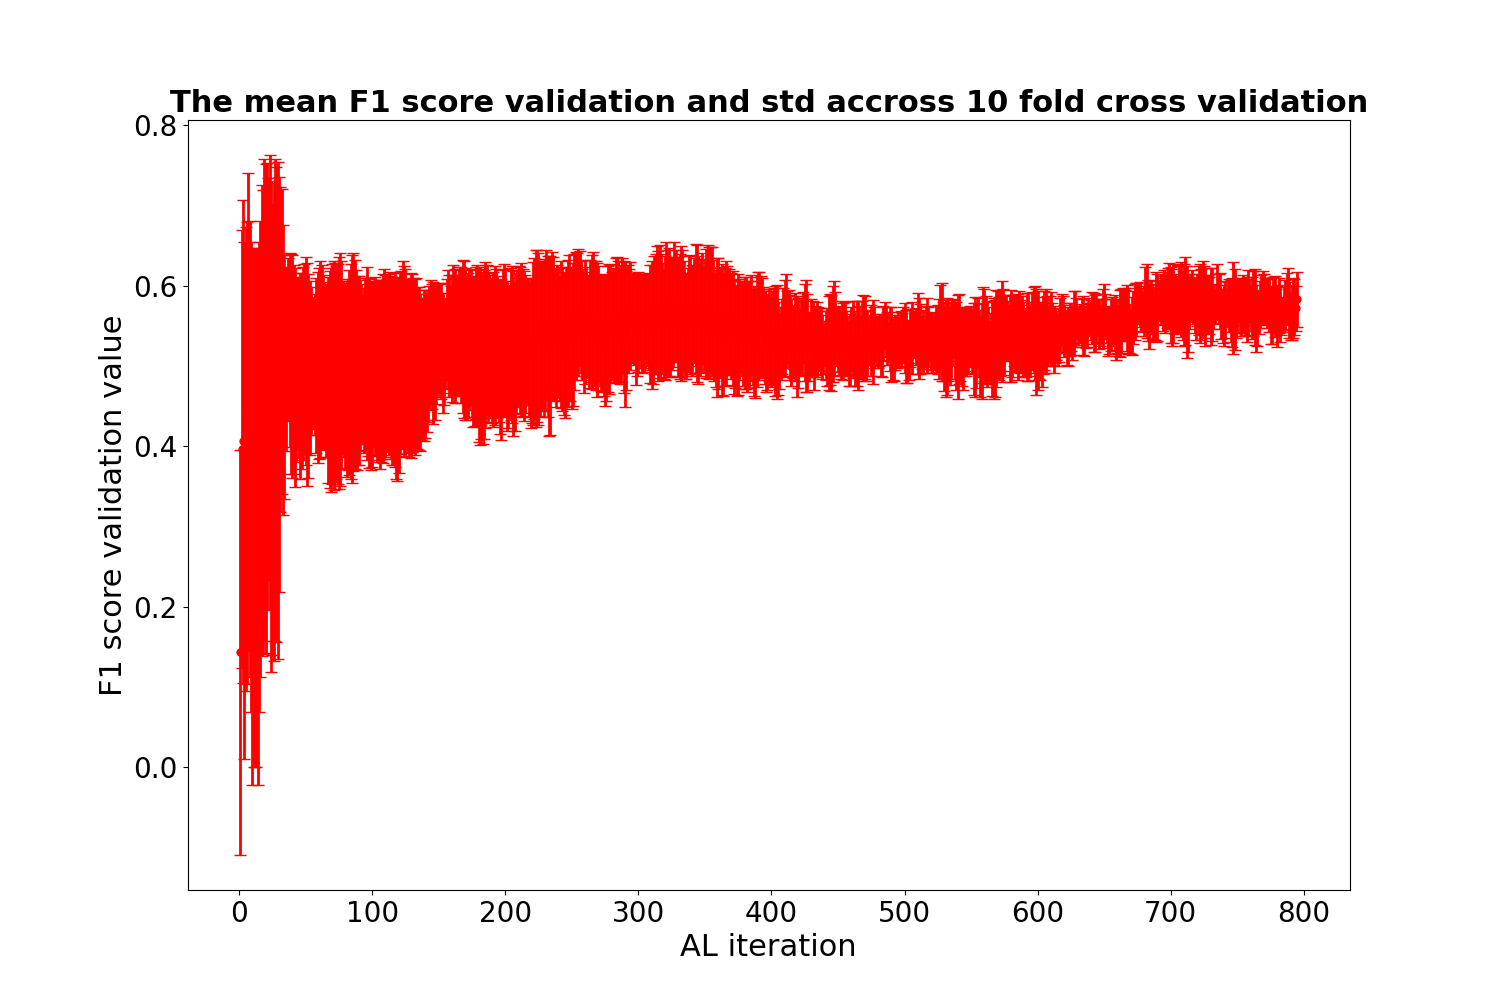 The mean F1 score validation and std accross 10 fold cross validation
0.8
0.6
0.4
0.2
0.0
F1 score validation value
0 100 200 300 400 500 600 700 800
AL iteration